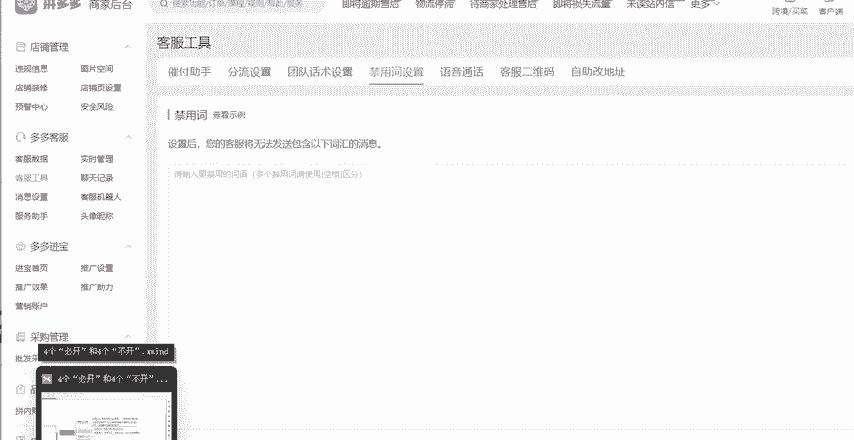 拼多多 商家后台
搜索功能/订单/课程/规则/帮助/服务
即将逾期售后 物流停滞 待商家处理售后 即将损失流量 未读站内信 更多
跨境/买菜 客户端
店铺管理
违规信息 图片空间
店铺装修 店铺页设置
预警中心 安全风险
多多客服
客服数据 实时管理
客服工具 聊天记录
消息设置 客服机器人
服务助手 头像昵称
多多进宝
进宝首页 推广设置
推广效果 推广助力
营销账户
采购管理
批发采
拼内购
客服工具
催付助手 分流设置 团队话术设置 禁用词设置 语音通话 客服二维码 自助改地址
禁用词 查看示例
设置后，您的客服将无法发送包含以下词汇的消息。
请输入要禁用的词语（多个禁用词请使用[空格]区分）
4个“必开”和4个“不开”.xmind
4个“必开”和4个“不开”...